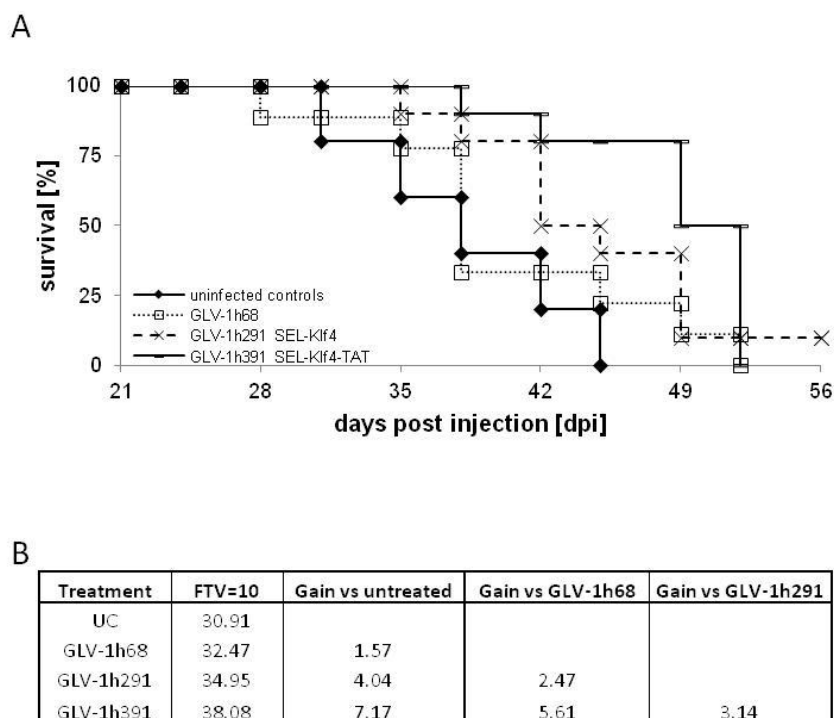 A
100
75
50
25
0
survival [%]
uninfected controls
GLV-1h68
GLV-1h291 SEL-Klf4
GLV-1h391 SEL-Klf4-TAT
21 28 35 42 49 56
days post injection [dpi]
B
Treatment FTV=10 Gain vs untreated Gain vs GLV-1h68 Gain vs GLV-1h291
UC 30.91
GLV-1h68 32.47 1.57
GLV-1h291 34.95 4.04 2.47
GLV-1h391 38.08 7.17 5.61 3.14